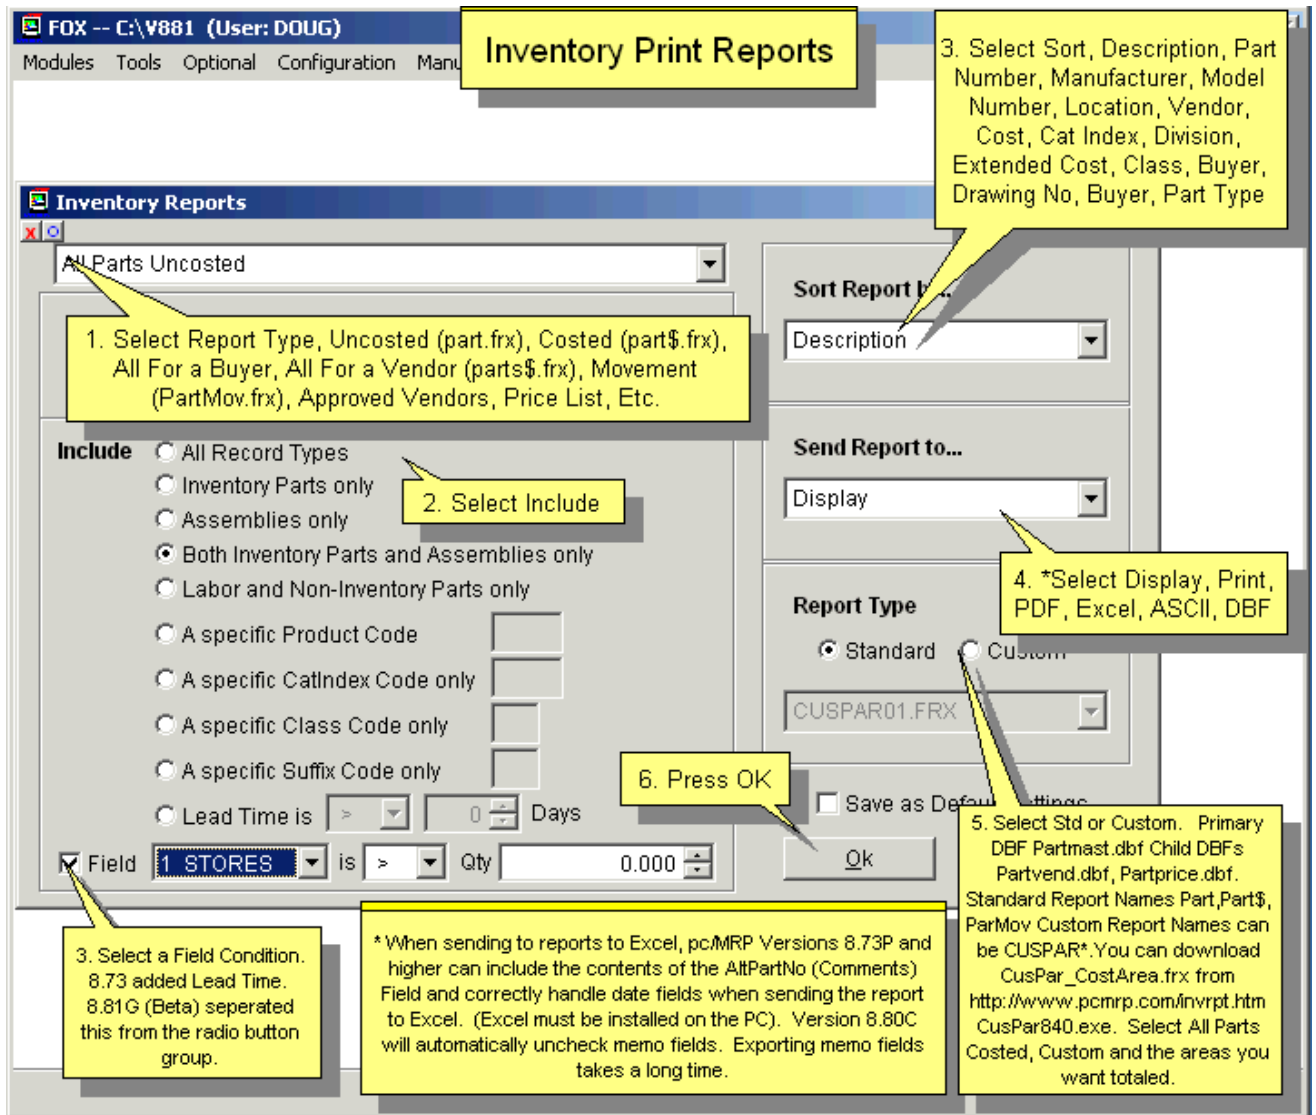 FOX -- C:\V881 (User: DOUG)
Modules Tools Optional Configuration
Inventory Print Reports
3. Select Sort, Description, Part
Number, Manufacturer, Model
Number, Location, Vendor,
Cost, Cat Index, Division,
Extended Cost, Class, Buyer,
Drawing No, Buyer, Part Type
Inventory Reports
All Parts Uncosted
1. Select Report Type, Uncosted (part.frx), Costed (part$.frx),
All For a Buyer, All For a Vendor (parts$.frx), Movement
(PartMov.frx), Approved Vendors, Price List, Etc.
Sort Report b...
Description
Include
All Record Types
Inventory Parts only
2. Select Include
Assemblies only
Both Inventory Parts and Assemblies only
Labor and Non-Inventory Parts only
A specific Product Code
A specific CatIndex Code only
A specific Class Code only
A specific Suffix Code only
Lead Time is > 0 Days
Field 1 STORES is > Qty 0.000
Send Report to...
Display
4. *Select Display, Print,
PDF, Excel, ASCII, DBF
Report Type
Standard Custom
CUSPAR01.FRX
6. Press OK
Save as Default Settings
Ok
5. Select Std or Custom. Primary
DBF Partmast.dbf Child DBFs
Partvend.dbf, Partprice.dbf.
Standard Report Names Part,Part$,
ParMov Custom Report Names can
be CUSPAR*.You can download
CusPar_CostArea.frx from
http://wwww.pcmrp.com/invrpt.htm
CusPar840.exe. Select All Parts
Costed, Custom and the areas you
want totaled.
3. Select a Field Condition.
8.73 added Lead Time.
8.81G (Beta) seperated
this from the radio button
group.
* When sending to reports to Excel, pc/MRP Versions 8.73P and
higher can include the contents of the AltPartNo (Comments)
Field and correctly handle date fields when sending the report
to Excel. (Excel must be installed on the PC). Version 8.80C
will automatically uncheck memo fields. Exporting memo fields
takes a long time.